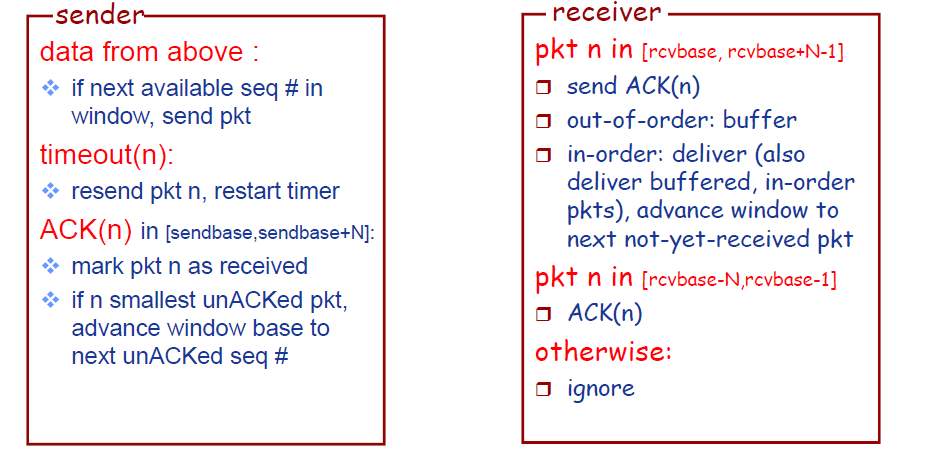 sender
data from above :
if next available seq # in
window, send pkt
timeout(n):
resend pkt n, restart timer
ACK(n) in [sendbase,sendbase+N]:
mark pkt n as received
if n smallest unACKed pkt,
advance window base to
next unACKed seq #
receiver
pkt n in [rcvbase, rcvbase+N-1]
send ACK(n)
out-of-order: buffer
in-order: deliver (also
deliver buffered, in-order
pkts), advance window to
next not-yet-received pkt
pkt n in [rcvbase-N,rcvbase-1]
ACK(n)
otherwise:
ignore